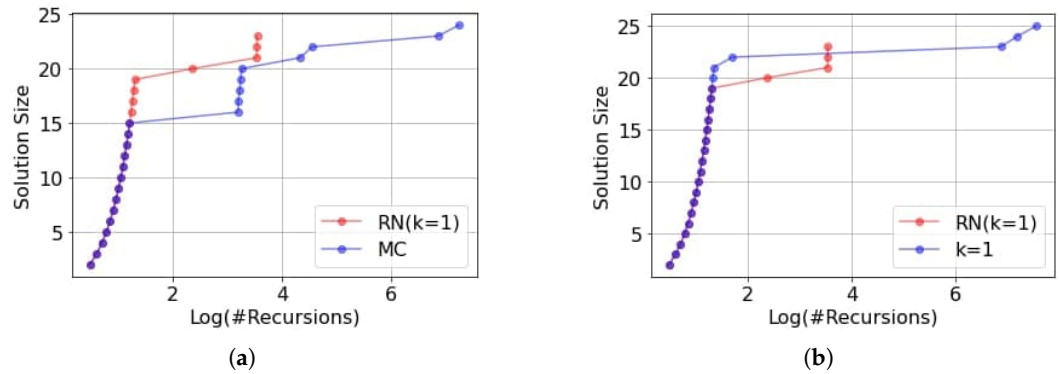 25
20
15
10
5
Solution Size
RN(k=1)
MC
2 4 6
Log(#Recursions)
(a)
25
20
15
10
5
Solution Size
RN(k=1)
k=1
2 4 6
Log(#Recursions)
(b)